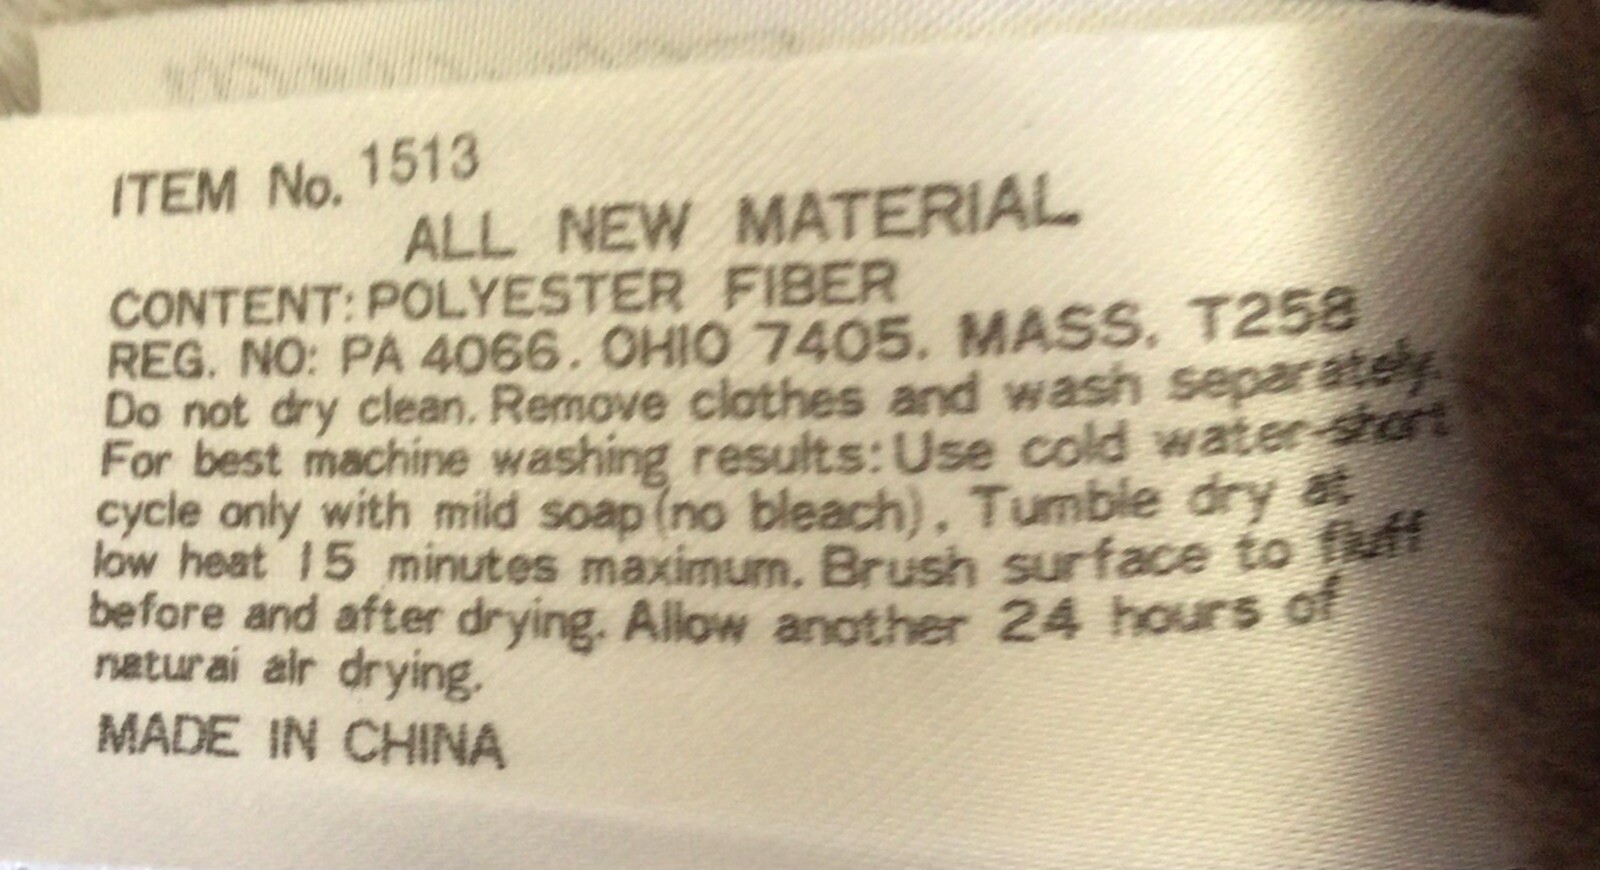 ITEM No. 1513
ALL NEW MATERIAL
CONTENT: POLYESTER FIBER
REG. NO: PA 4066. OHIO 7405. MASS. T258
Do not dry clean. Remove clothes and wash separately.
For best machine washing results: Use cold water-short
cycle only with mild soap (no bleach). Tumble dry at
low heat 15 minutes maximum. Brush surface to fluff
before and after drying. Allow another 24 hours of
natural air drying.
MADE IN CHINA